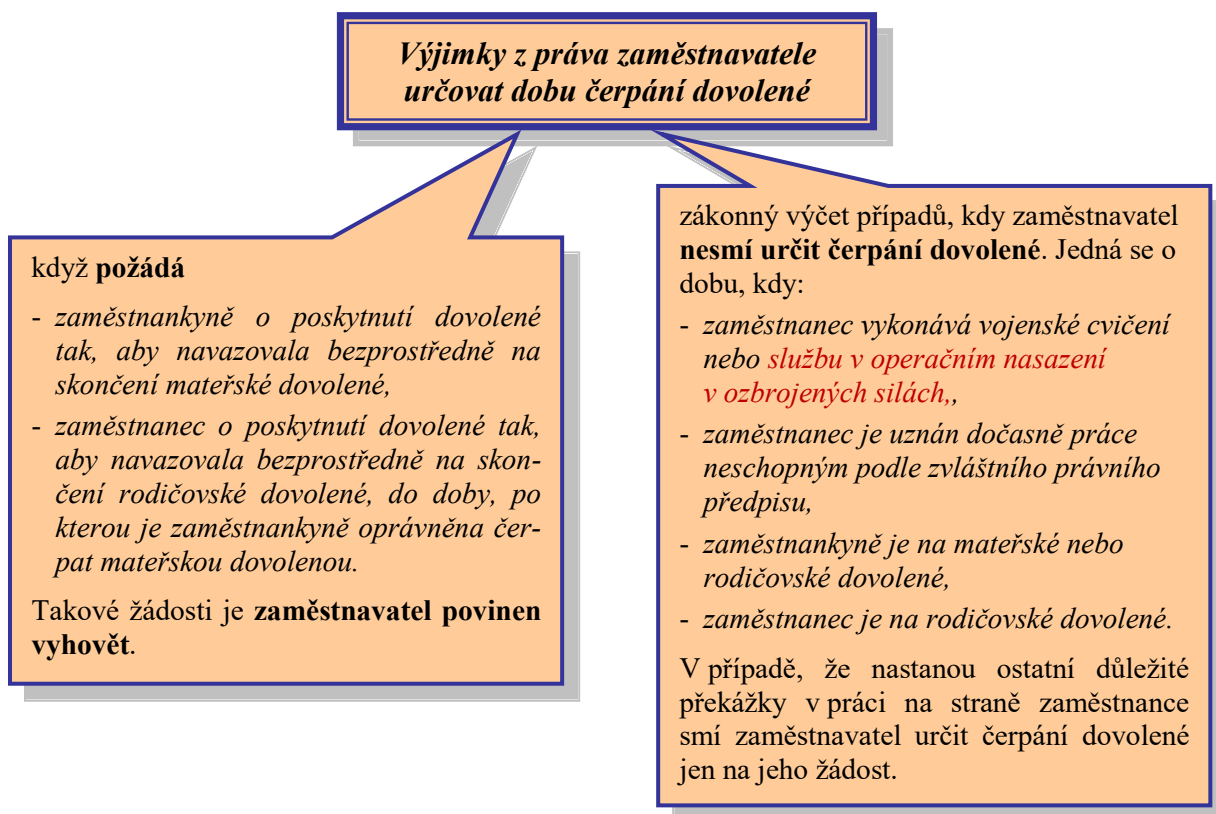 Výjimky z práva zaměstnavatele
určovat dobu čerpání dovolené
když požádá
- zaměstnankyně o poskytnutí dovolené
tak, aby navazovala bezprostředně na
skončení mateřské dovolené,
- zaměstnanec o poskytnutí dovolené tak,
aby navazovala bezprostředně na skon-
čení rodičovské dovolené, do doby, po
kterou je zaměstnankyně oprávněna čer-
pat mateřskou dovolenou.
Takové žádosti je zaměstnavatel povinen
vyhovět.
zákonný výčet případů, kdy zaměstnavatel
nesmí určit čerpání dovolené. Jedná se o
dobu, kdy:
- zaměstnanec vykonává vojenské cvičení
nebo službu v operačním nasazení
v ozbrojených silách,,
- zaměstnanec je uznán dočasně práce
neschopným podle zvláštního právního
předpisu,
- zaměstnankyně je na mateřské nebo
rodičovské dovolené,
- zaměstnanec je na rodičovské dovolené.
V případě, že nastanou ostatní důležité
překážky v práci na straně zaměstnance
smí zaměstnavatel určit čerpání dovolené
jen na jeho žádost.